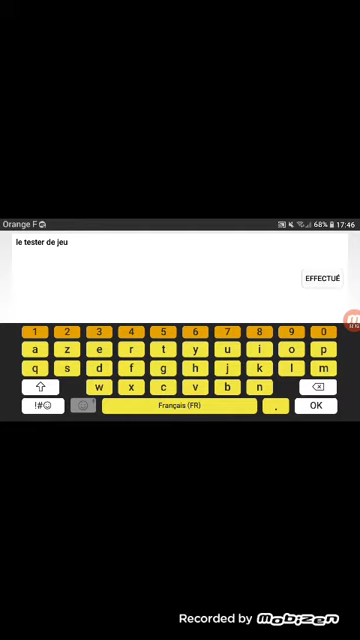 Orange F 68% 17:46
le tester de jeu
EFFECTUÉ
1 2 3 4 5 6 7 8 9 0
a z e r t y u i o p
q s d f g h j k l m
w x c v b n
!#☺ Français (FR) . OK
Recorded by mobizen